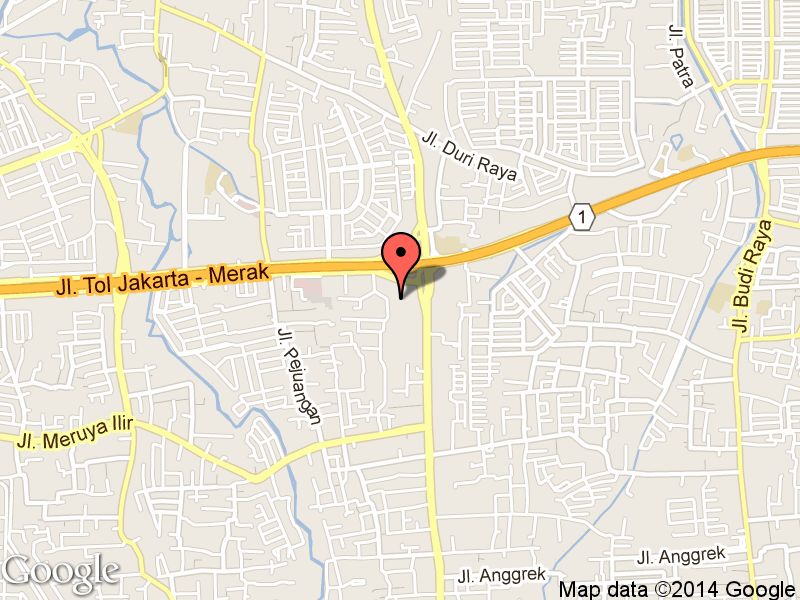 Jl. Patra
Jl. Duri Raya
1
Jl. Tol Jakarta - Merak
Jl. Budi Raya
Jl. Pejuangan
Jl. Meruya Ilir
Jl. Anggrek
Jl. Anggrek
Google
Map data ©2014 Google